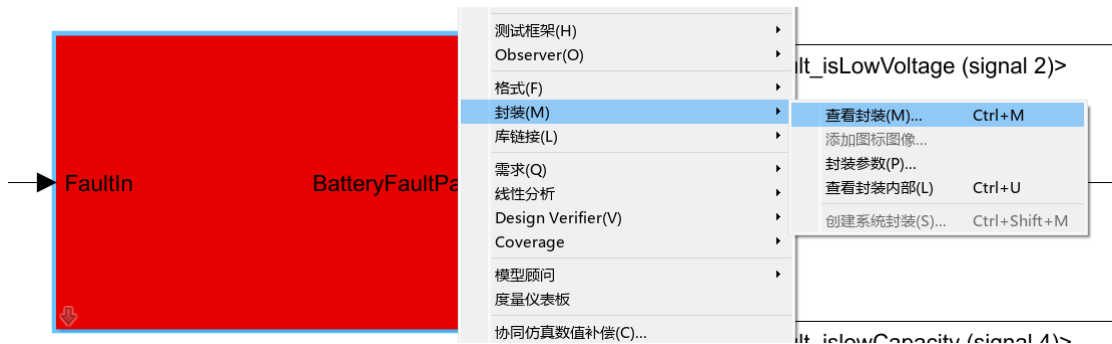 FaultIn
BatteryFaultPa
测试框架(H)
Observer(O)
格式(F)
封装(M)
库链接(L)
需求(Q)
线性分析
Design Verifier(V)
Coverage
模型顾问
度量仪表板
协同仿真数值补偿(C)...
查看封装(M)... Ctrl+M
添加图标图像...
封装参数(P)...
查看封装内部(L) Ctrl+U
创建系统封装(S)... Ctrl+Shift+M
lt_isLowVoltage (signal 2)>
ult_islowCapacity (signal 4)>